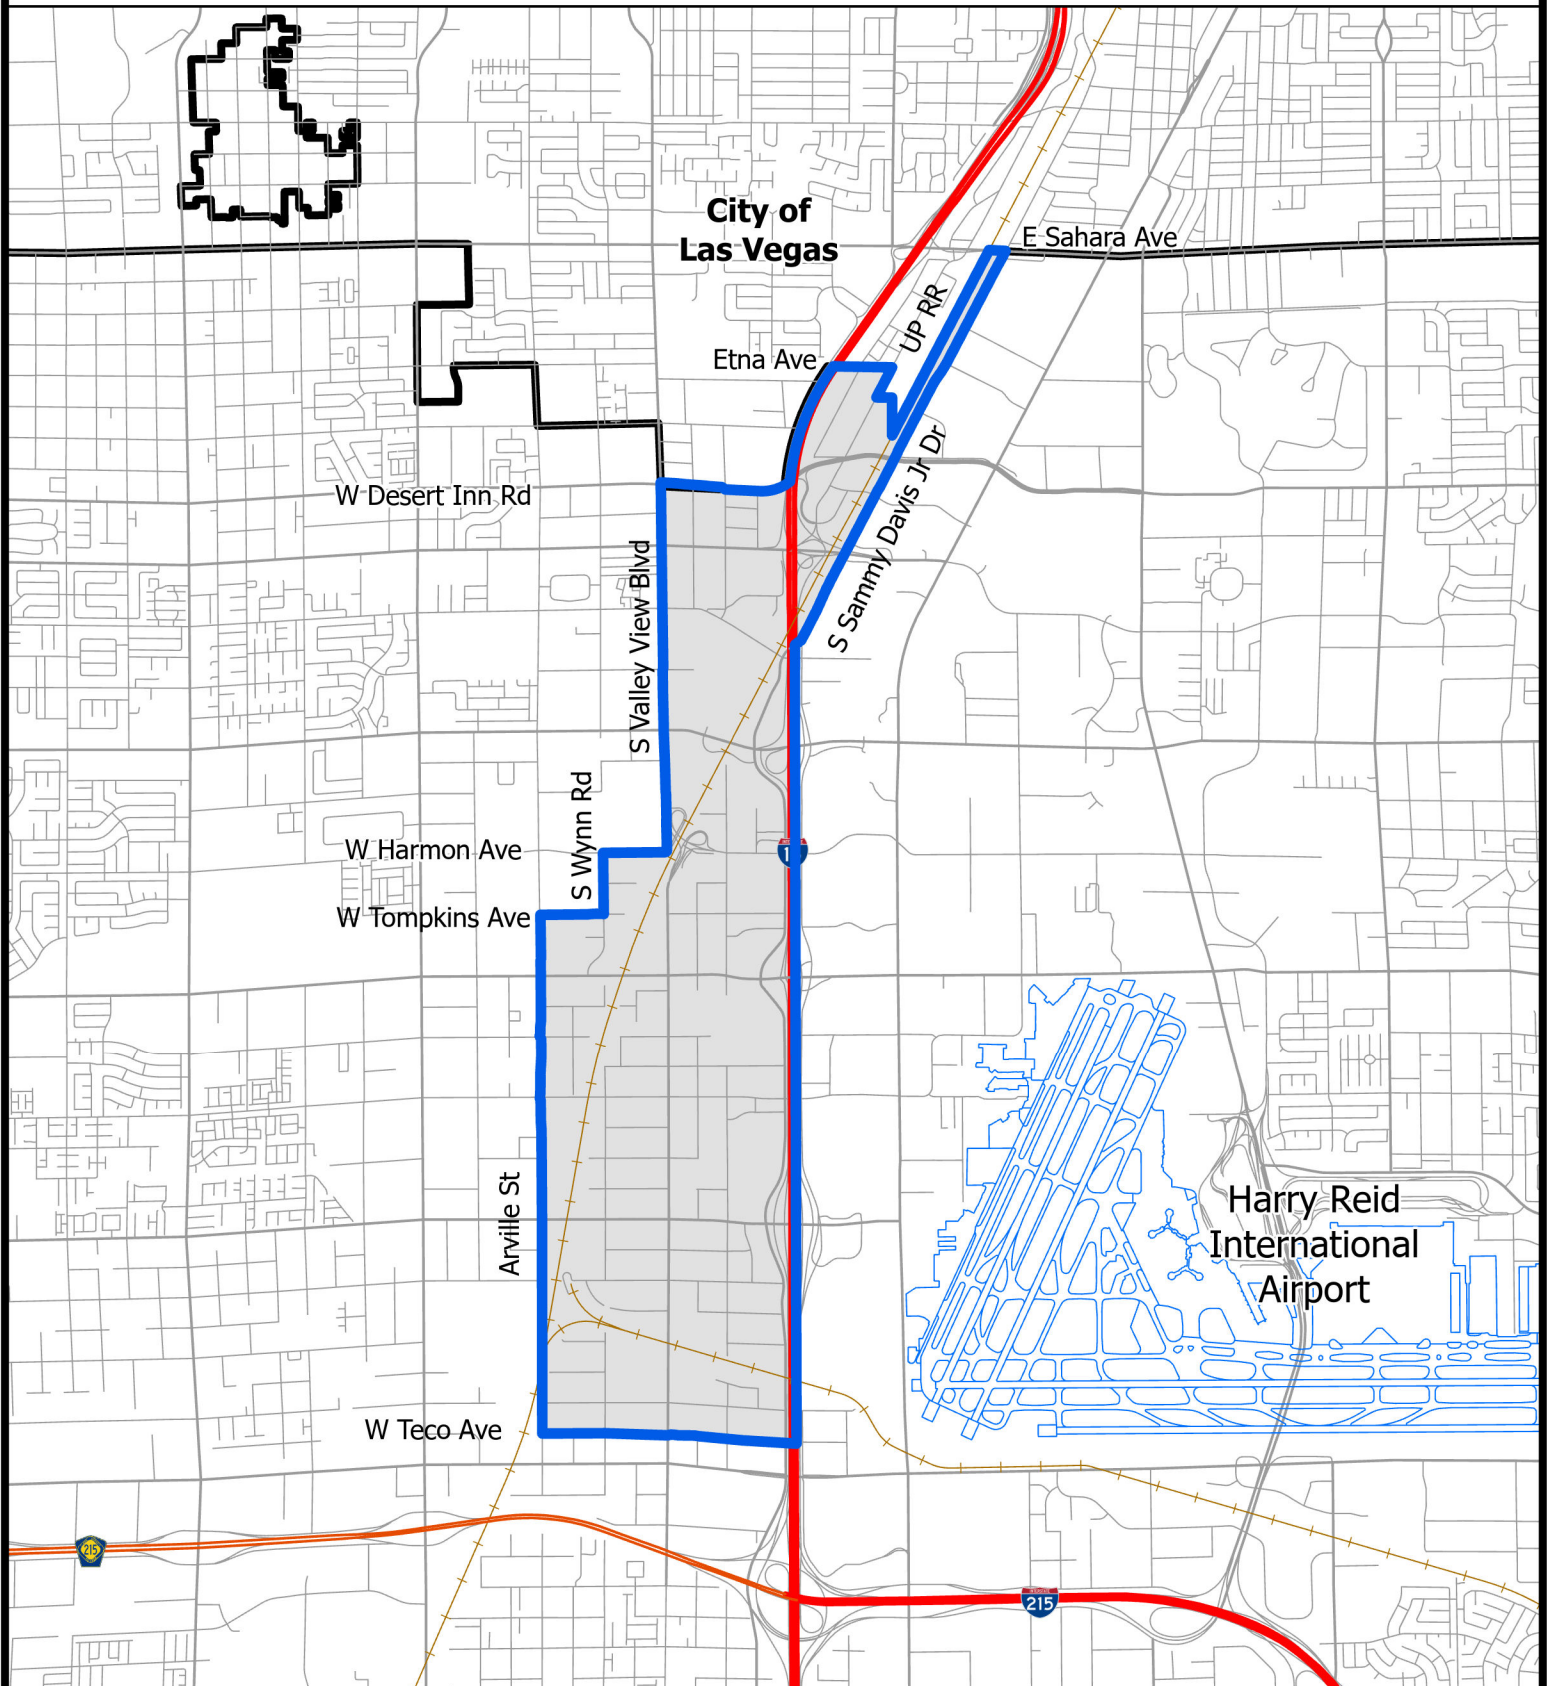 City of
Las Vegas
E Sahara Ave
UP RR
Etna Ave
W Desert Inn Rd
S Sammy Davis Jr Dr
S Valley View Blvd
S Wynn Rd
W Harmon Ave
W Tompkins Ave
Arville St
Harry Reid
International
Airport
W Teco Ave
215
INTERSTATE
215